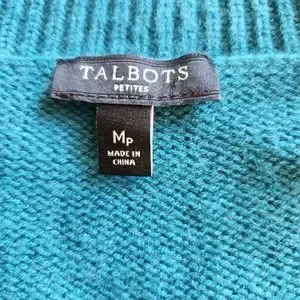 TALBOTS
PETITES
MP
MADE IN
CHINA